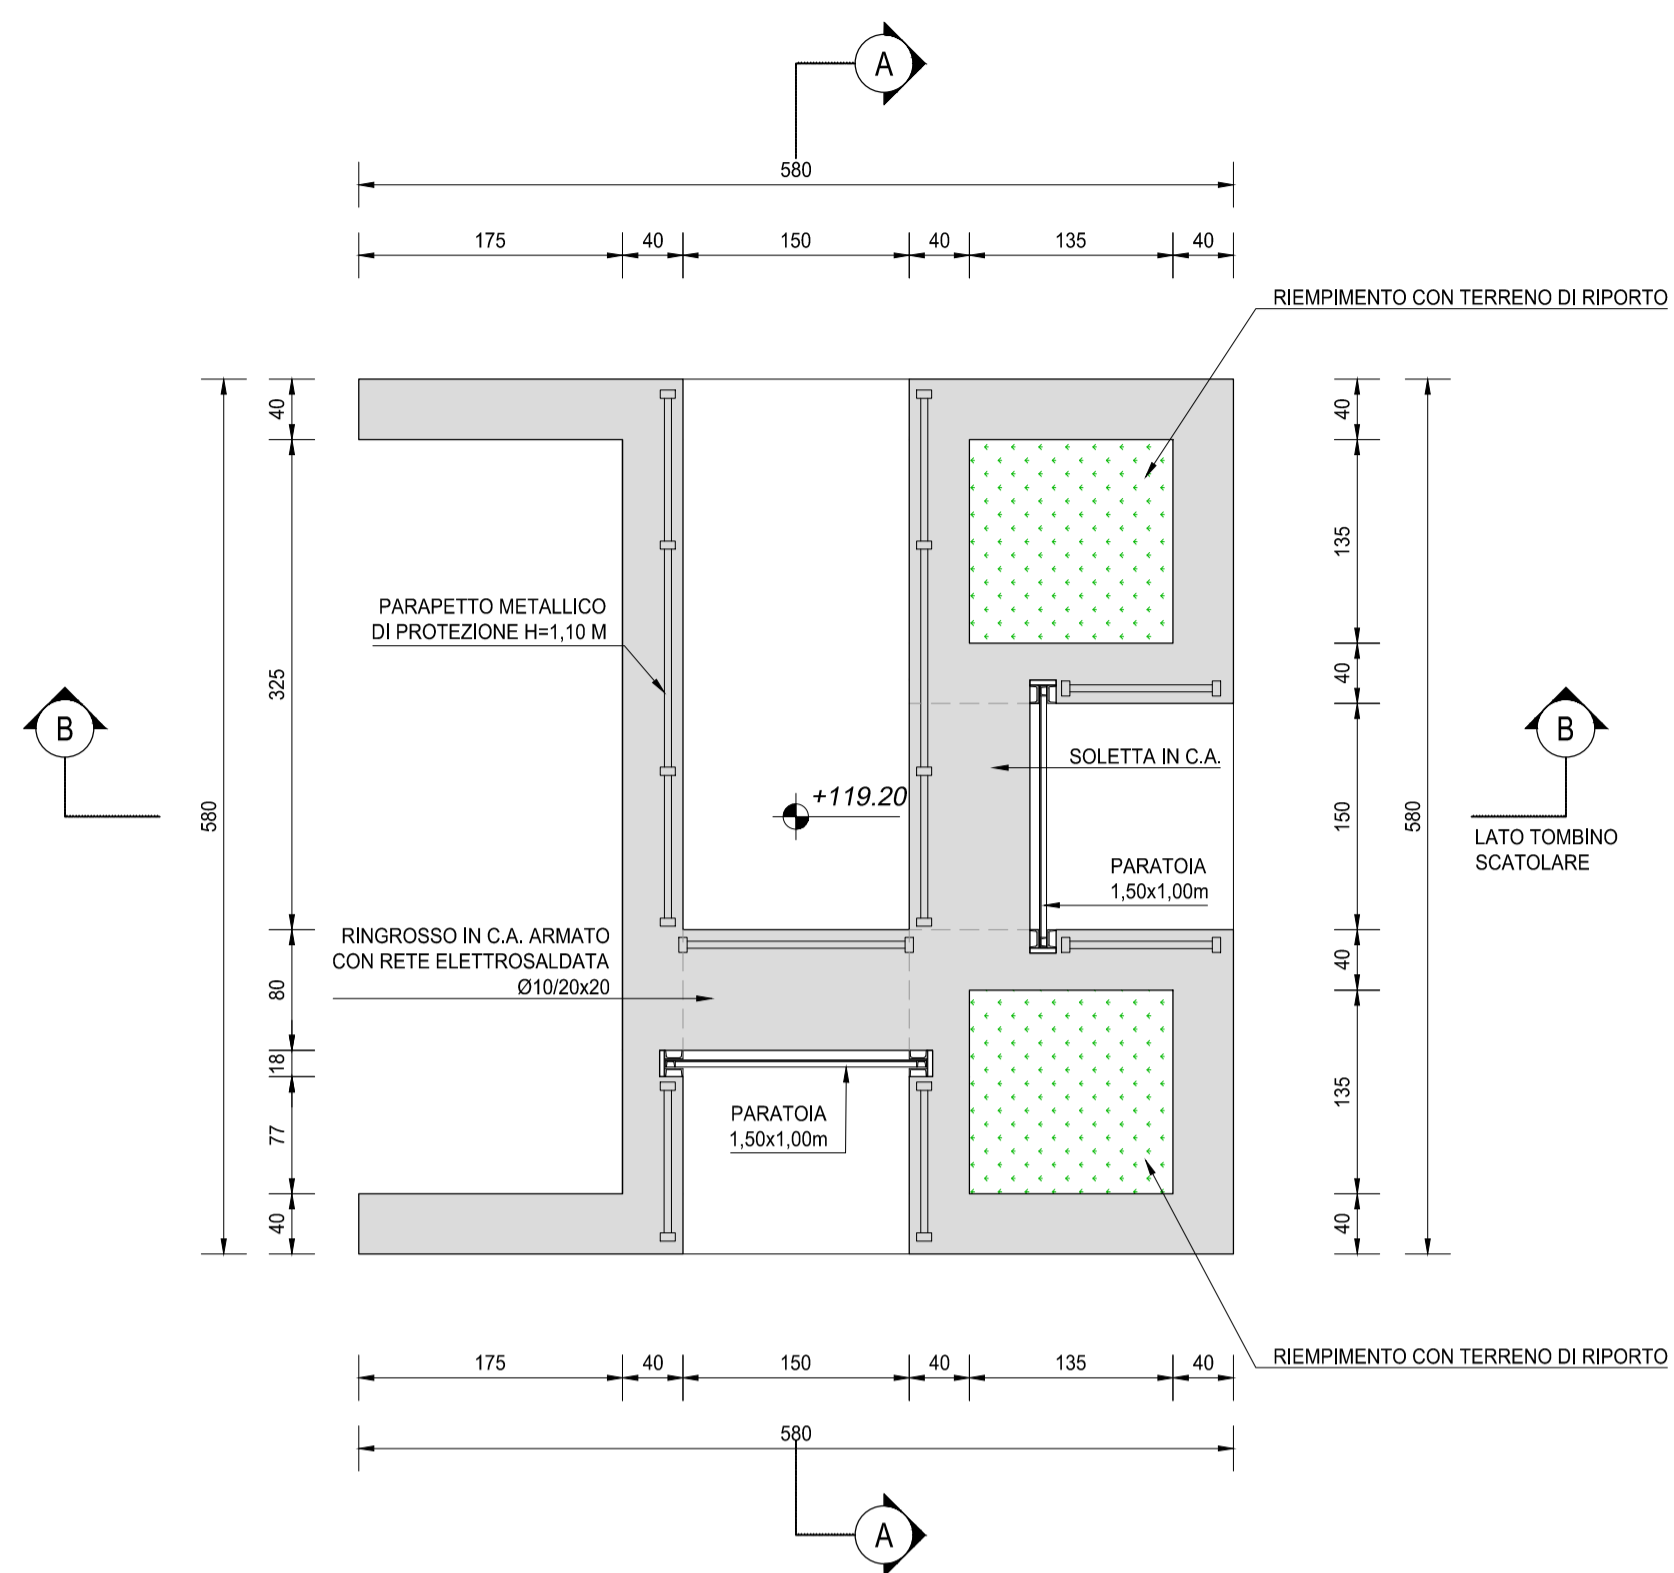 A
580
175 40 150 40 135 40
RIEMPIMENTO CON TERRENO DI RIPORTO
40
40
135
325
580
PARAPETTO METALLICO
DI PROTEZIONE H=1,10 M
40
B
B
SOLETTA IN C.A.
+119.20
150
580
LATO TOMBINO
SCATOLARE
PARATOIA
1,50x1,00m
RINGROSSO IN C.A. ARMATO
CON RETE ELETTROSALDATA
Ø10/20x20
40
80
18
135
77
PARATOIA
1,50x1,00m
40
40
RIEMPIMENTO CON TERRENO DI RIPORTO
175 40 150 40 135 40
580
A